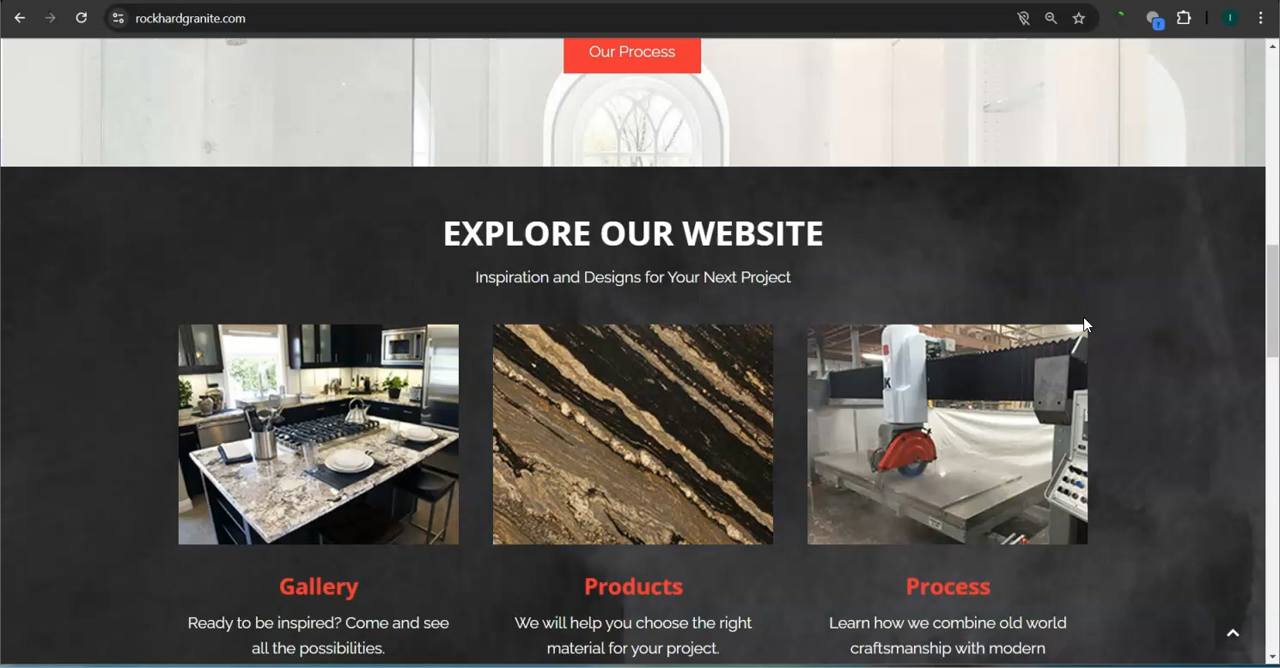 rockhardgranite.com
Our Process
EXPLORE OUR WEBSITE
Inspiration and Designs for Your Next Project
Gallery
Ready to be inspired? Come and see
all the possibilities.
Products
We will help you choose the right
material for your project.
Process
Learn how we combine old world
craftsmanship with modern